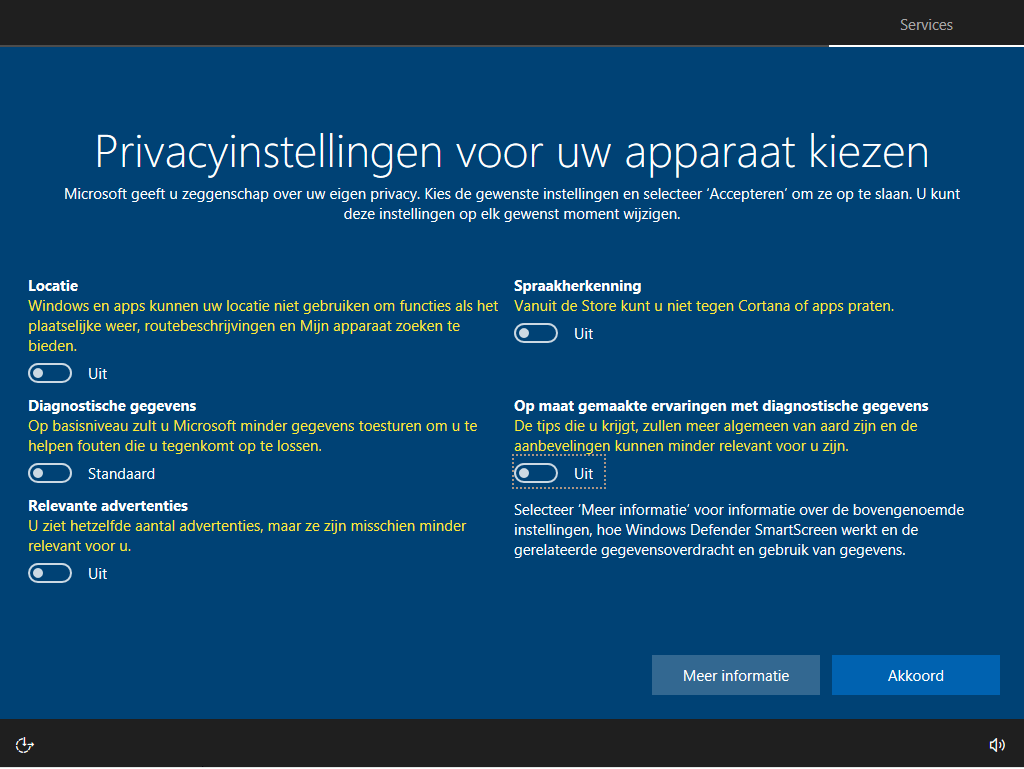 Services
Privacyinstellingen voor uw apparaat kiezen
Microsoft geeft u zeggenschap over uw eigen privacy. Kies de gewenste instellingen en selecteer ‘Accepteren’ om ze op te slaan. U kunt
deze instellingen op elk gewenst moment wijzigen.
Locatie
Windows en apps kunnen uw locatie niet gebruiken om functies als het
plaatselijke weer, routebeschrijvingen en Mijn apparaat zoeken te
bieden.
Uit
Diagnostische gegevens
Op basisniveau zult u Microsoft minder gegevens toesturen om u te
helpen fouten die u tegenkomt op te lossen.
Standaard
Relevante advertenties
U ziet hetzelfde aantal advertenties, maar ze zijn misschien minder
relevant voor u.
Uit
Spraakherkenning
Vanuit de Store kunt u niet tegen Cortana of apps praten.
Uit
Op maat gemaakte ervaringen met diagnostische gegevens
De tips die u krijgt, zullen meer algemeen van aard zijn en de
aanbevelingen kunnen minder relevant voor u zijn.
Uit
Selecteer ‘Meer informatie’ voor informatie over de bovengenoemde
instellingen, hoe Windows Defender SmartScreen werkt en de
gerelateerde gegevensoverdracht en gebruik van gegevens.
Meer informatie
Akkoord